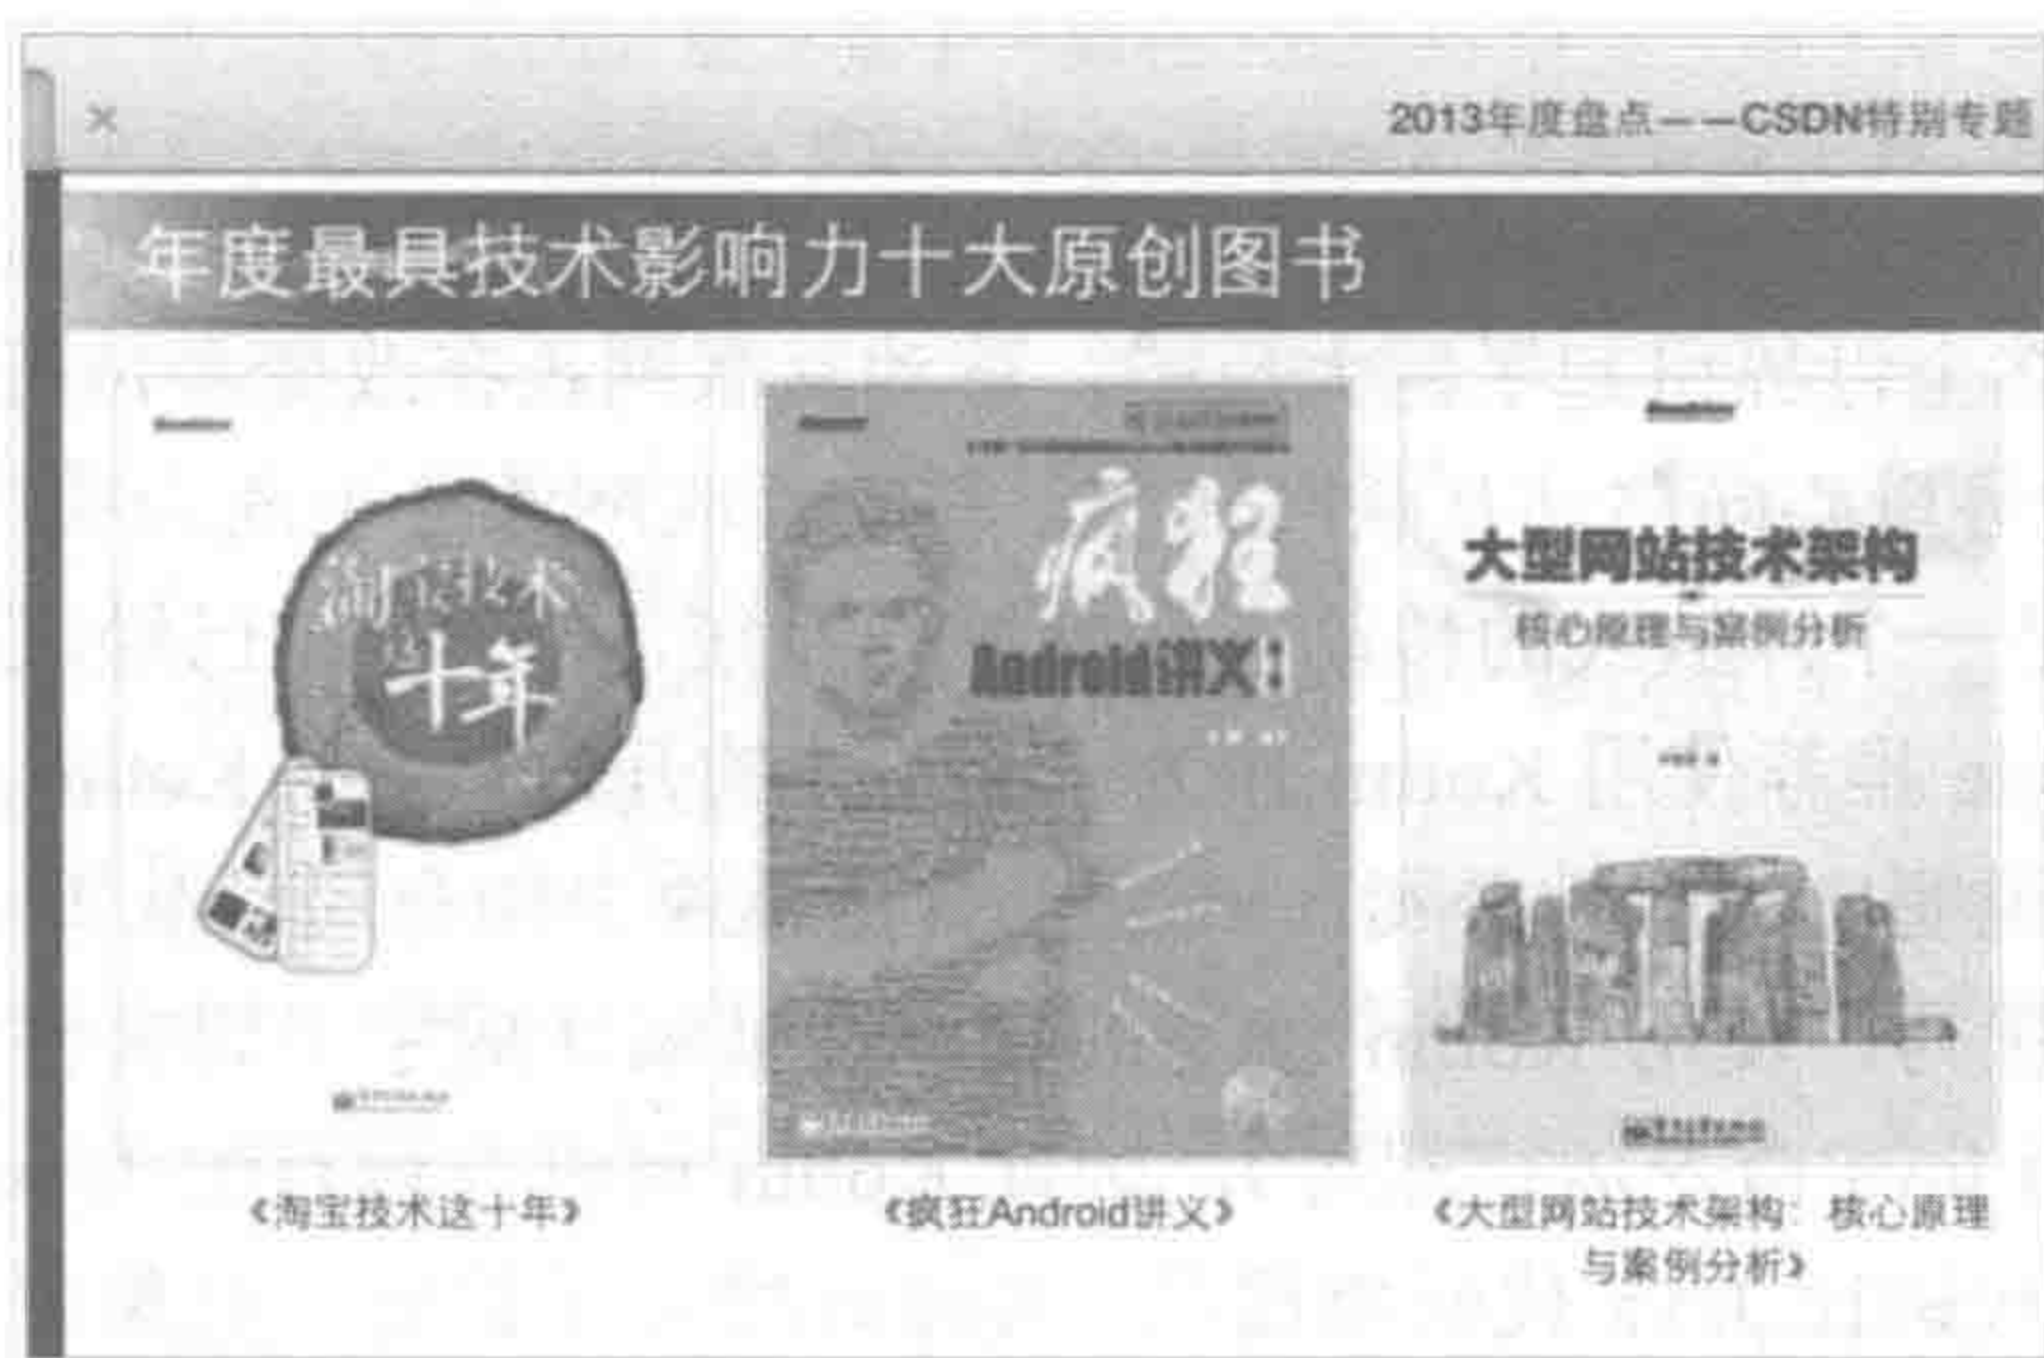 2013年度盘点——CSDN特别专题
年度最具技术影响力十大原创图书
淘宝技术
这
十年
疯狂
Android讲义
大型网站技术架构
核心原理与案例分析
《淘宝技术这十年》
《疯狂Android讲义》
《大型网站技术架构：核心原理
与案例分析》